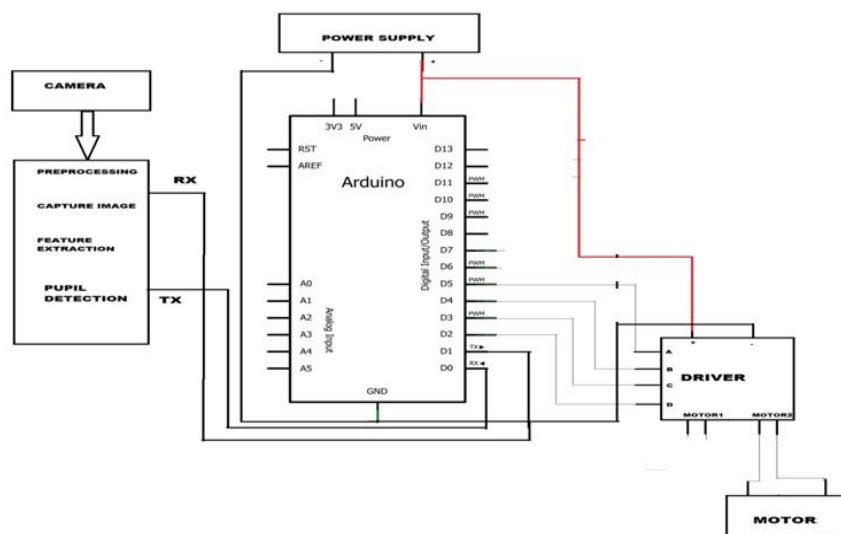 POWER SUPPLY
- +
CAMERA
PREPROCESSING
CAPTURE IMAGE
FEATURE
EXTRACTION
PUPIL
DETECTION
RX
TX
3V3 5V Vin
Power
Arduino
RST
AREF
A0
A1
A2
A3
A4
A5
Analog Input
Digital Input/Output
D13
D12
D11 PWM
D10 PWM
D9 PWM
D8
D7
D6 PWM
D5 PWM
D4
D3 PWM
D2
D1 TX▶
D0 RX◀
GND
+ -
A
B
C
D
DRIVER
MOTOR1 MOTOR2
MOTOR